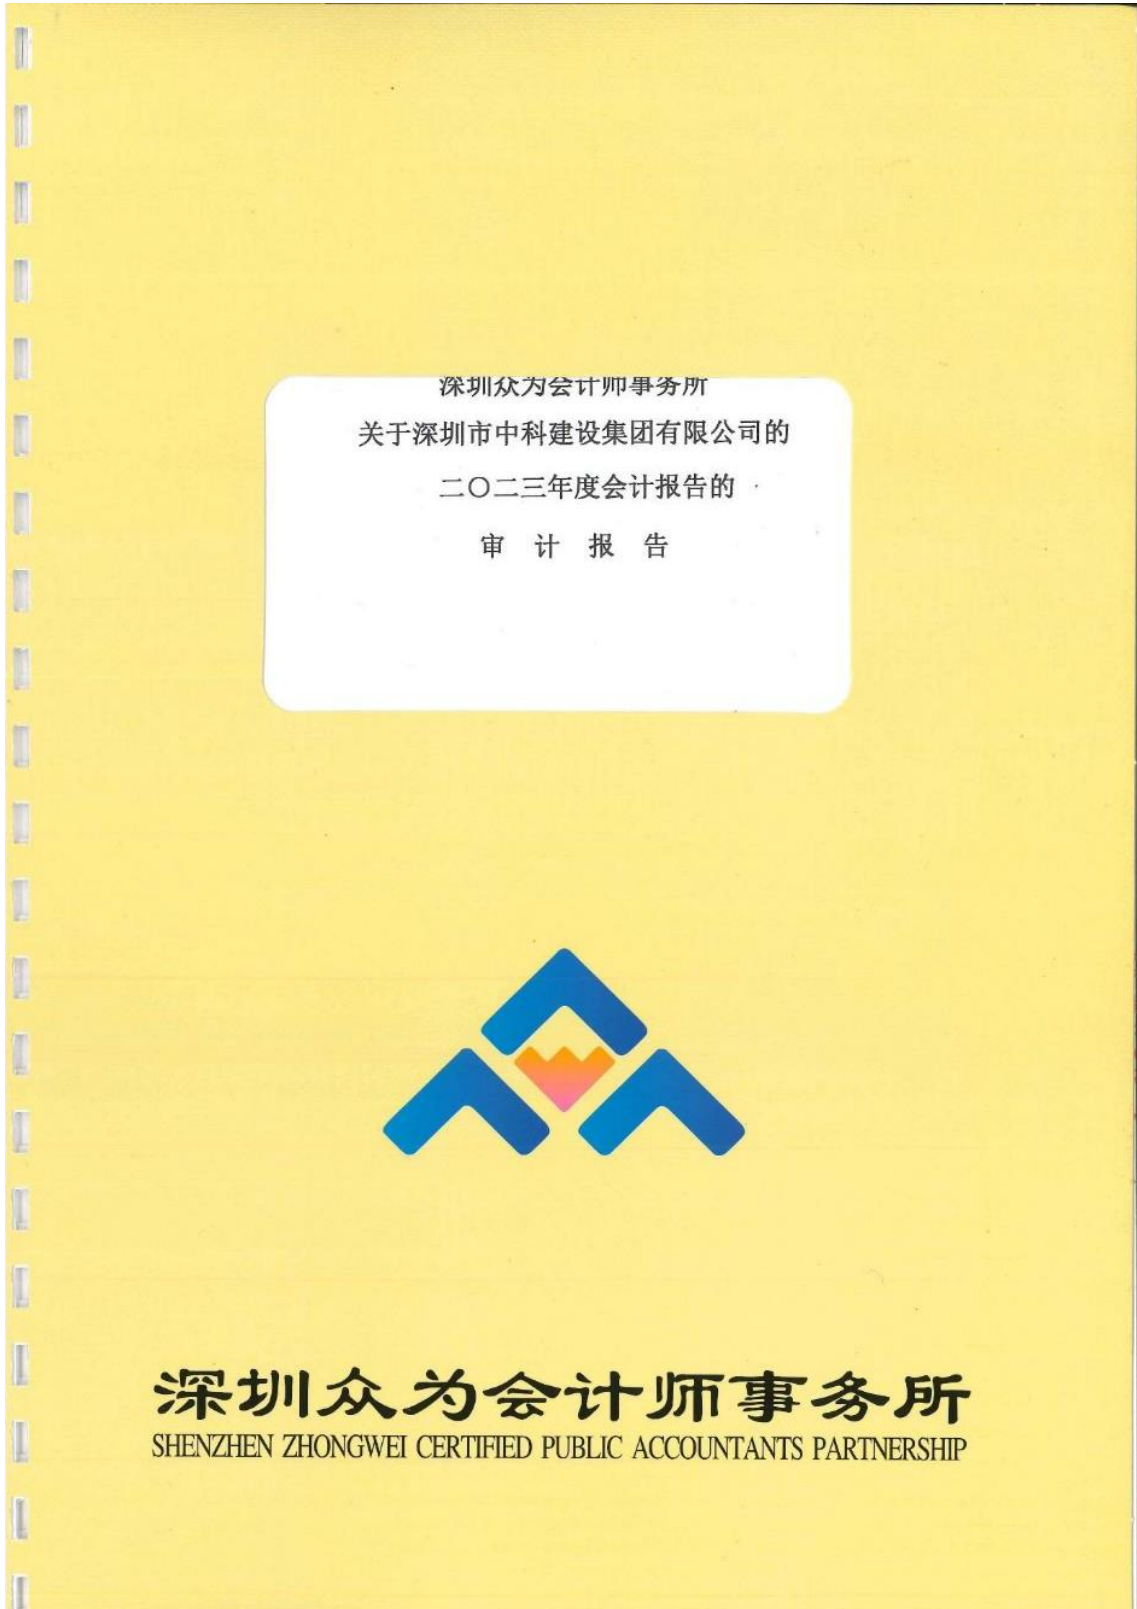 深圳众为会计师事务所
关于深圳市中科建设集团有限公司的
二〇二三年度会计报告的
审 计 报 告
深圳众为会计师事务所
SHENZHEN ZHONGWEI CERTIFIED PUBLIC ACCOUNTANTS PARTNERSHIP